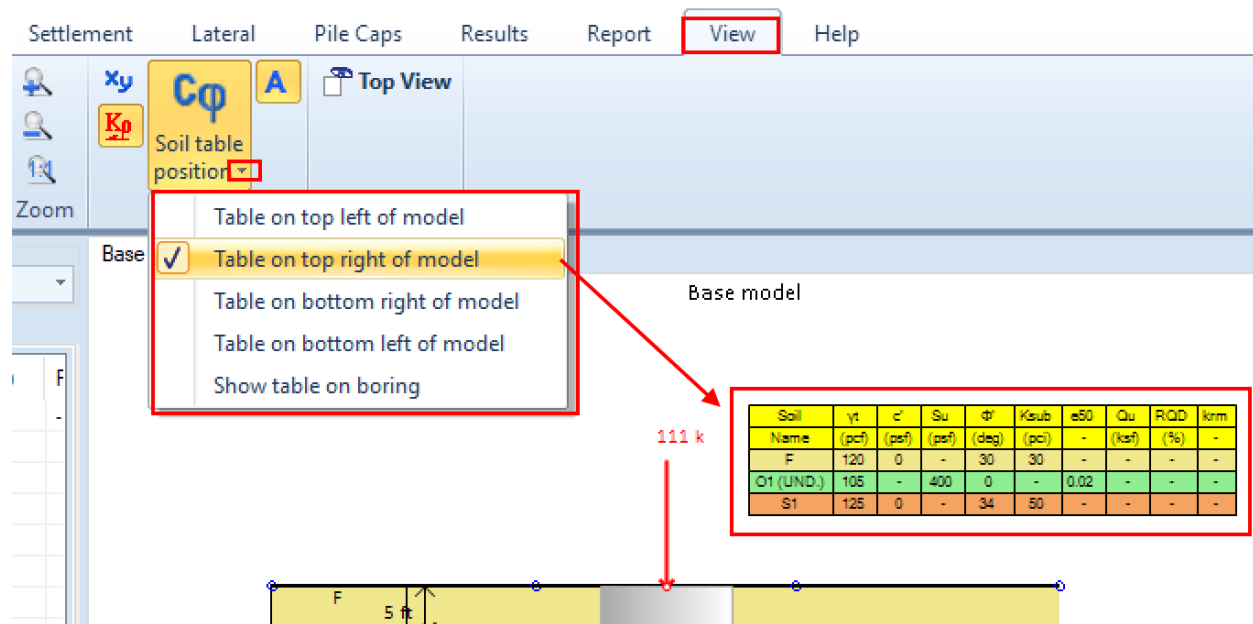 Settlement Lateral Pile Caps Results Report View Help
xy Cφ A Top View
Kp
Soil table
position
1:1
Zoom
Table on top left of model
Base ✓ Table on top right of model
Table on bottom right of model
Table on bottom left of model
Show table on boring
F
-
Base model
Soil γt c' Su Φ' Ksub e50 Qu RQD krm
Name (pcf) (psf) (psf) (deg) (pci) - (ksf) (%) -
F 120 0 - 30 30 - - - -
O1 (UND.) 105 - 400 0 - 0.02 - - -
S1 125 0 - 34 50 - - - -
111 k
F
5 ft